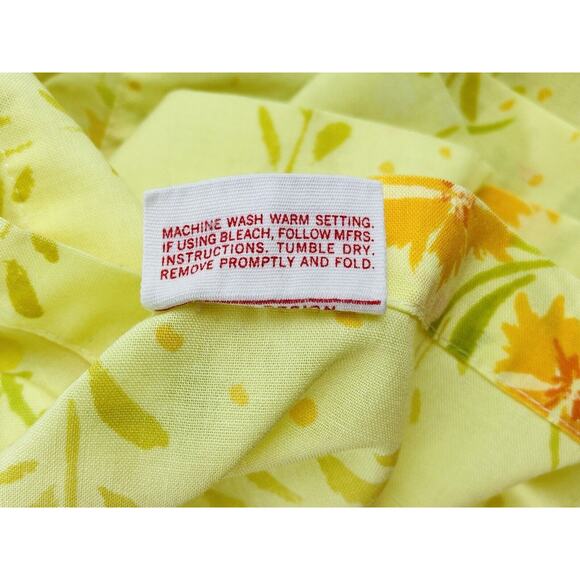 MACHINE WASH WARM SETTING.
IF USING BLEACH, FOLLOW MFRS.
INSTRUCTIONS. TUMBLE DRY.
REMOVE PROMPTLY AND FOLD.